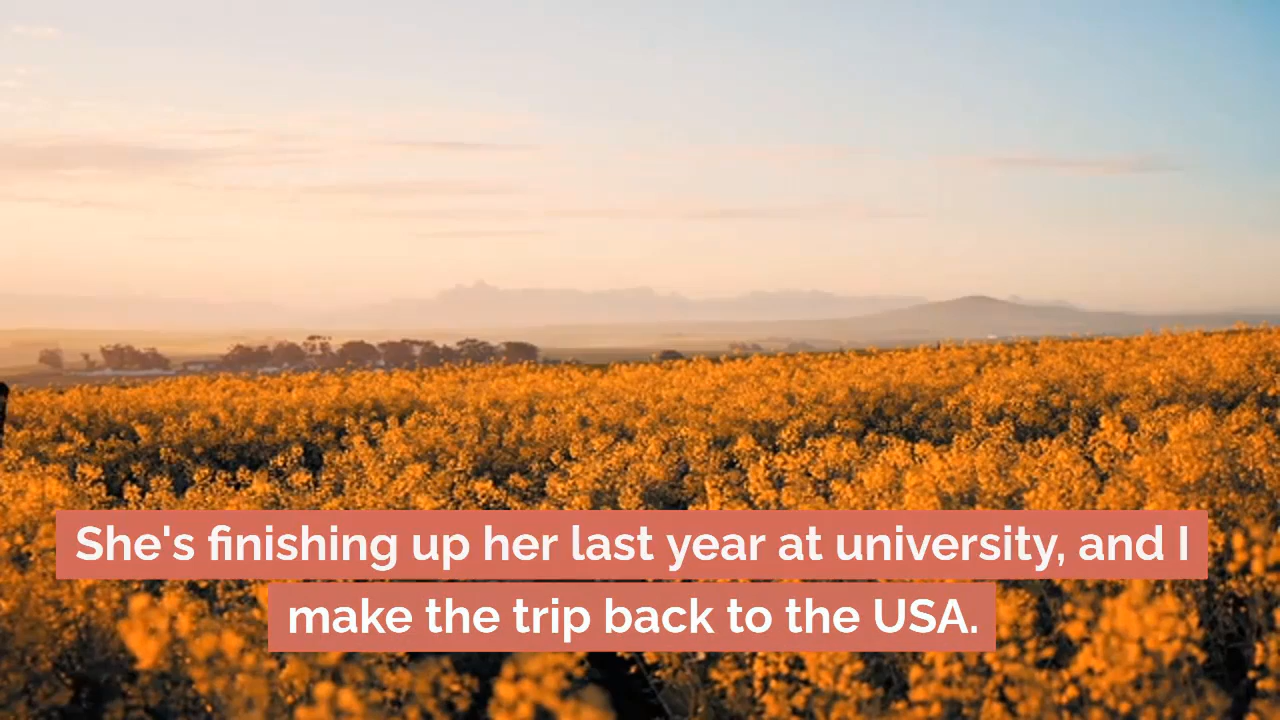 She's finishing up her last year at university, and I
make the trip back to the USA.